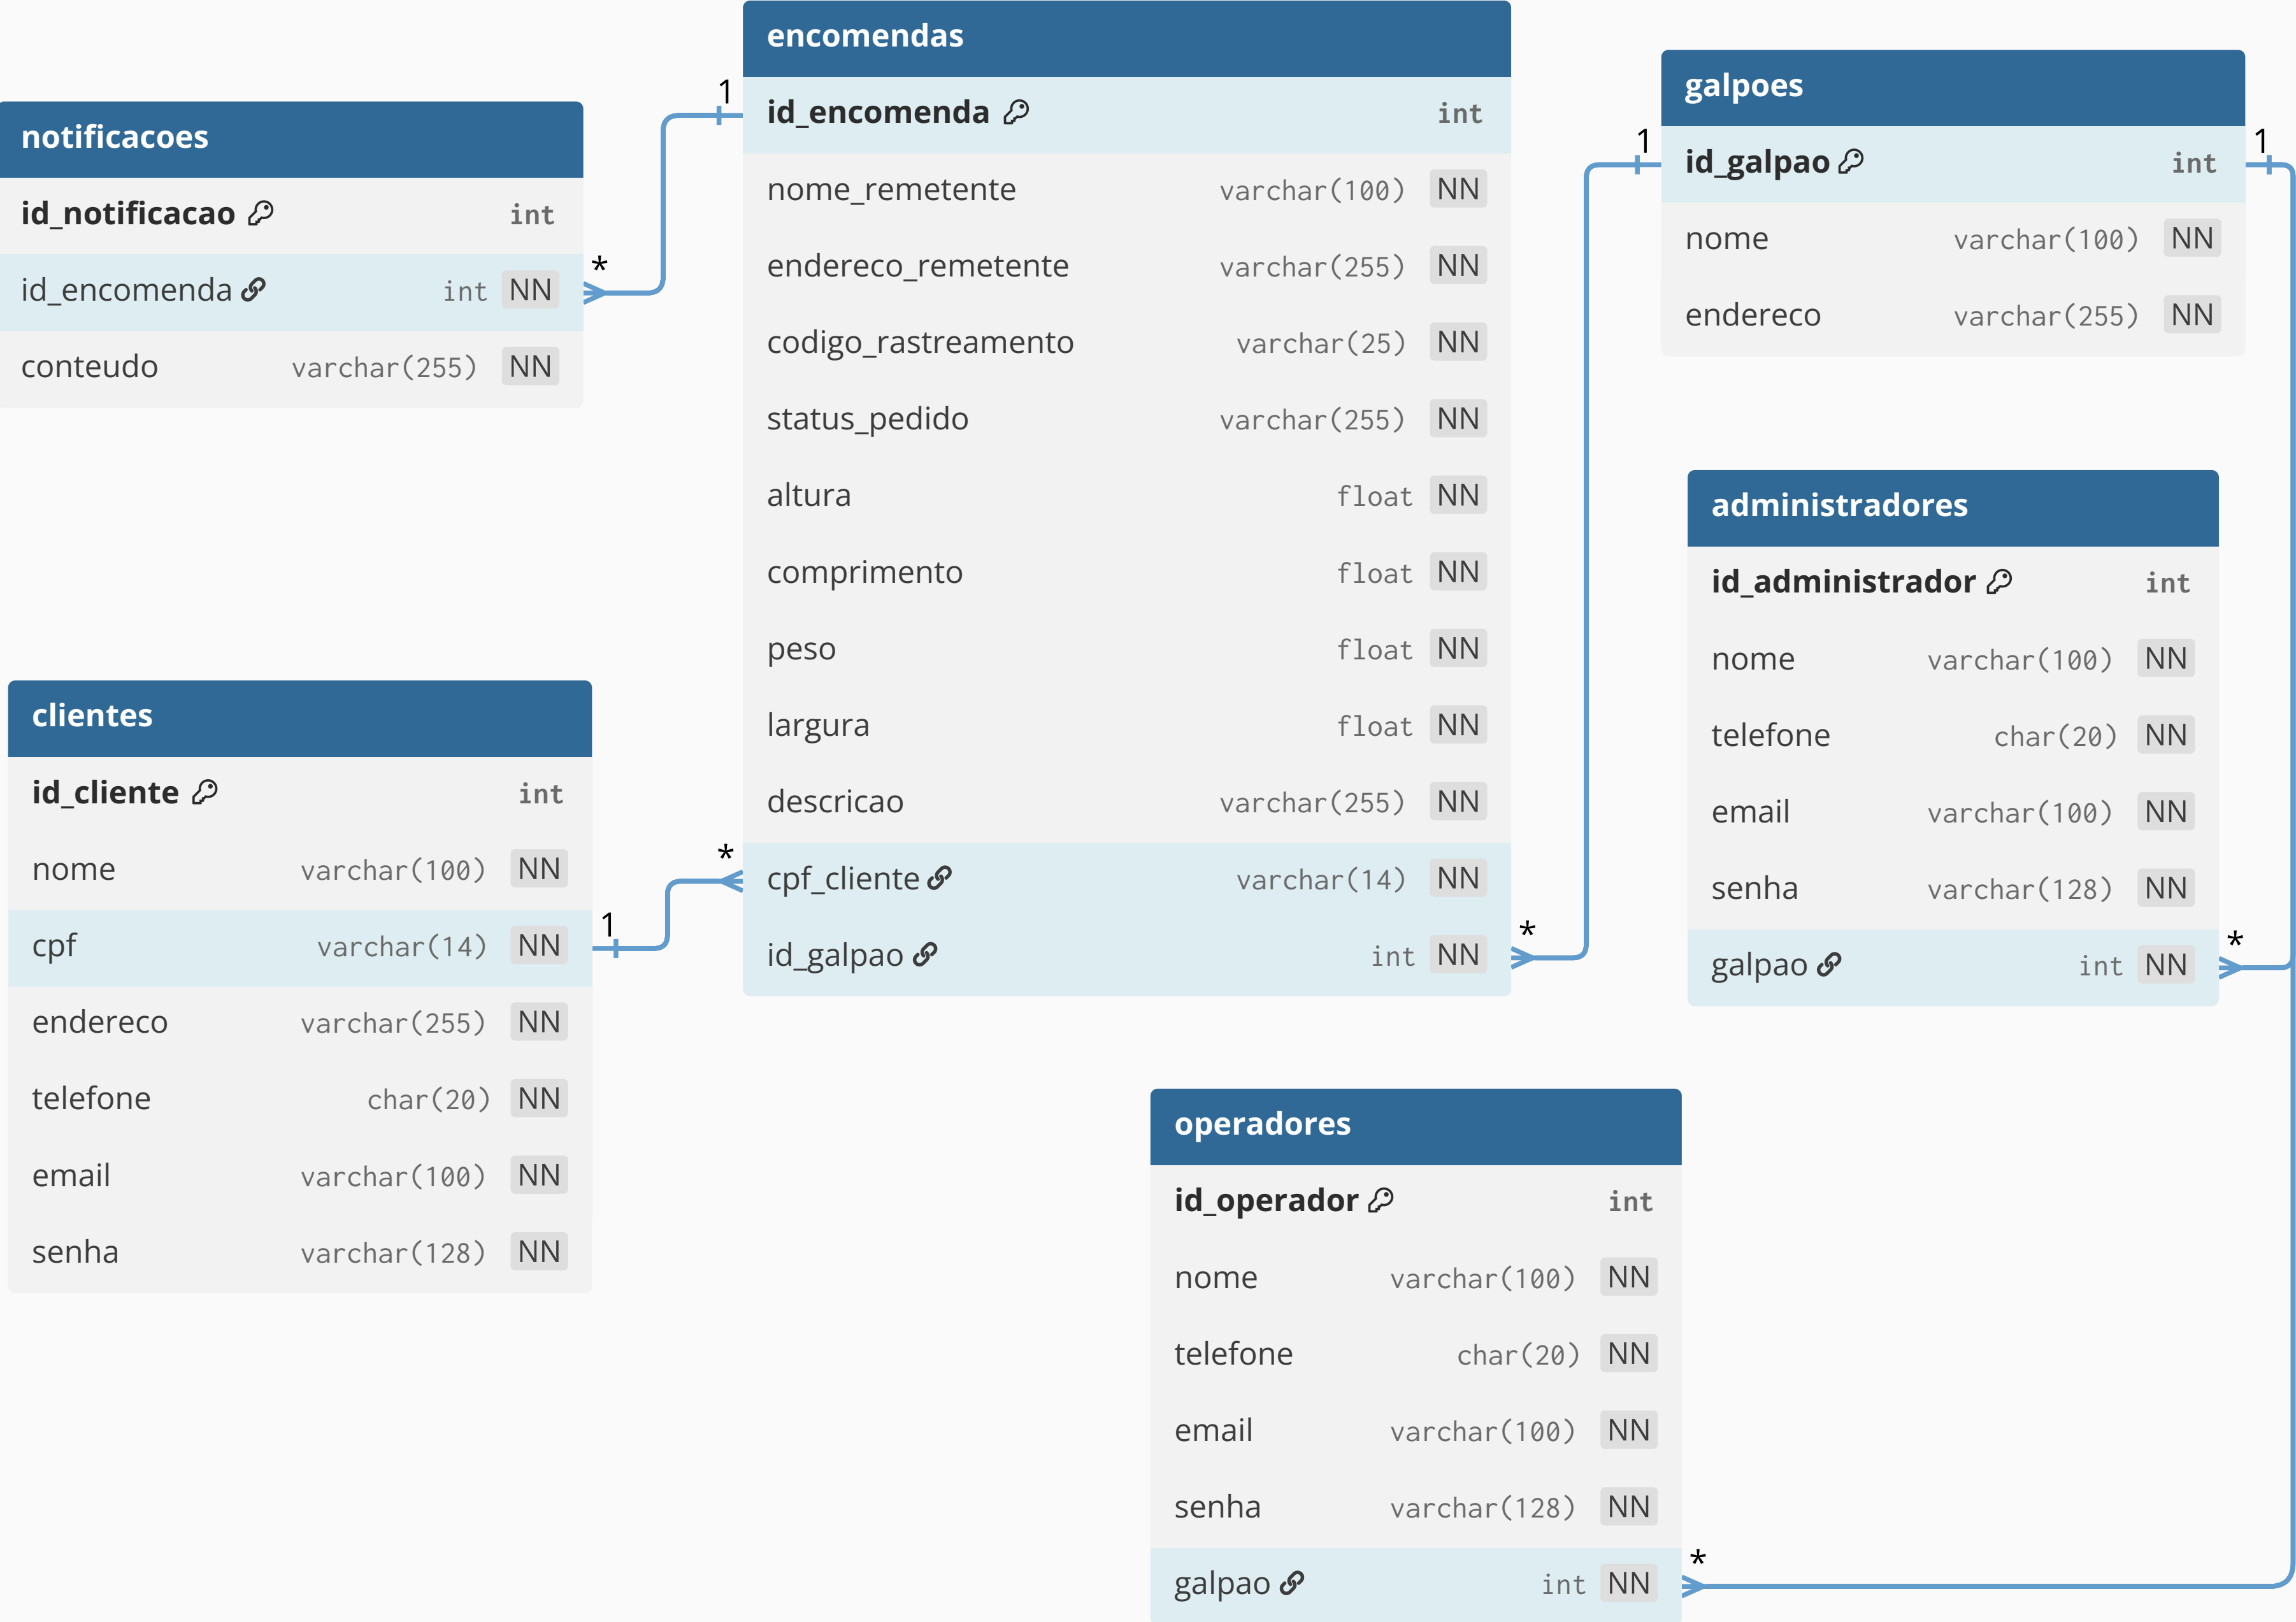 notificacoes
id_notificacao int
id_encomenda int NN
conteudo varchar(255) NN
1
*
encomendas
id_encomenda int
nome_remetente varchar(100) NN
endereco_remetente varchar(255) NN
codigo_rastreamento varchar(25) NN
status_pedido varchar(255) NN
altura float NN
comprimento float NN
peso float NN
largura float NN
descricao varchar(255) NN
cpf_cliente varchar(14) NN
id_galpao int NN
*
1
*
1
galpoes
id_galpao int
nome varchar(100) NN
endereco varchar(255) NN
1
administradores
id_administrador int
nome varchar(100) NN
telefone char(20) NN
email varchar(100) NN
senha varchar(128) NN
galpao int NN
*
clientes
id_cliente int
nome varchar(100) NN
cpf varchar(14) NN
endereco varchar(255) NN
telefone char(20) NN
email varchar(100) NN
senha varchar(128) NN
operadores
id_operador int
nome varchar(100) NN
telefone char(20) NN
email varchar(100) NN
senha varchar(128) NN
galpao int NN
*